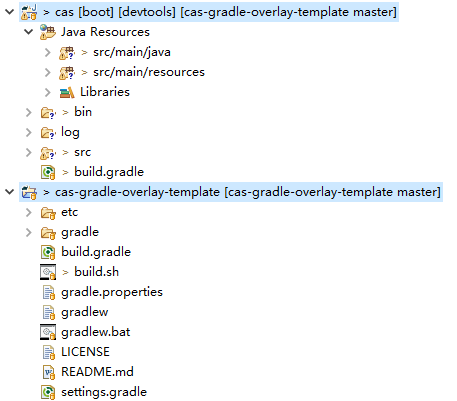 > cas [boot] [devtools] [cas-gradle-overlay-template master]
Java Resources
> src/main/java
> src/main/resources
Libraries
> bin
log
> src
> build.gradle
> cas-gradle-overlay-template [cas-gradle-overlay-template master]
etc
gradle
build.gradle
> build.sh
gradle.properties
gradlew
gradlew.bat
LICENSE
README.md
settings.gradle